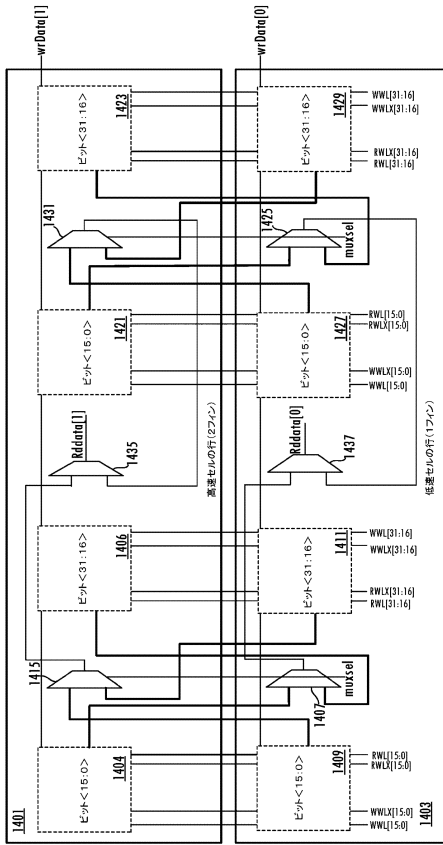 1401
ビット<15:0>
1404
1415
ビット<31:16>
1406
Rddata[1]
1435
高速セルの行(2フィン)
ビット<15:0>
1421
1431
ビット<31:16>
1423
wrData[1]
1403
ビット<15:0>
1409
WWL[15:0]
WWLX[15:0]
RWLX[15:0]
RWL[15:0]
1407
muxsel
ビット<31:16>
1411
RWL[31:16]
RWLX[31:16]
WWLX[31:16]
WWL[31:16]
Rddata[0]
1437
低速セルの行(1フィン)
ビット<15:0>
1427
WWL[15:0]
WWLX[15:0]
RWLX[15:0]
RWL[15:0]
1425
muxsel
ビット<31:16>
1429
RWL[31:16]
RWLX[31:16]
WWLX[31:16]
WWL[31:16]
wrData[0]